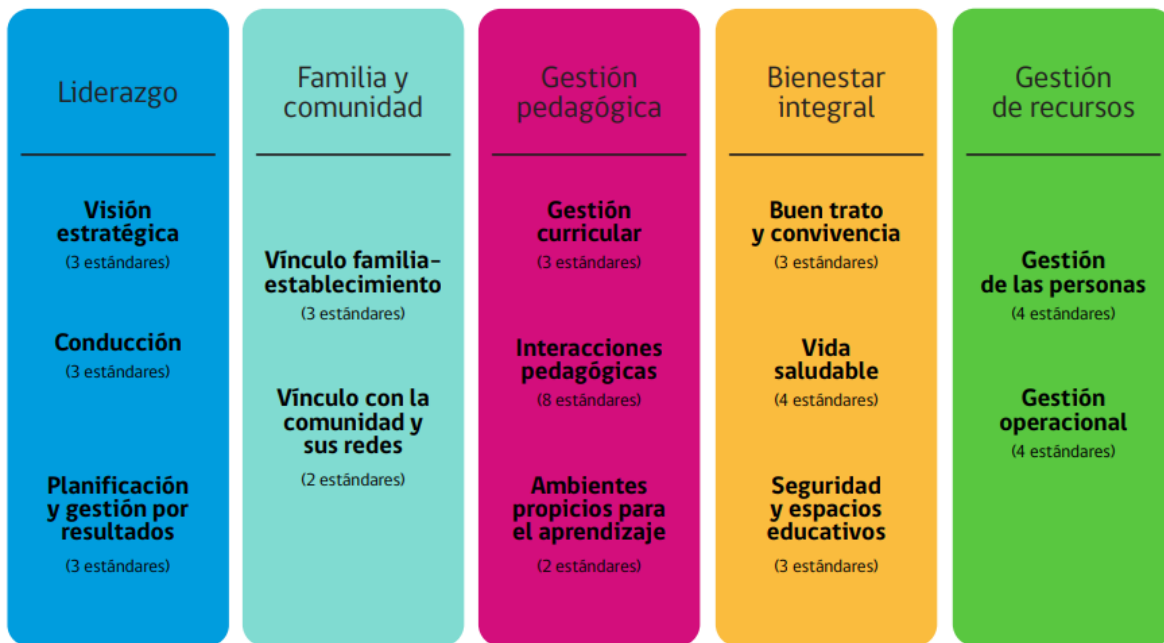 Liderazgo
Visión
estratégica
(3 estándares)
Conducción
(3 estándares)
Planificación
y gestión por
resultados
(3 estándares)
Familia y
comunidad
Vínculo familia–
establecimiento
(3 estándares)
Vínculo con la
comunidad y
sus redes
(2 estándares)
Gestión
pedagógica
Gestión
curricular
(3 estándares)
Interacciones
pedagógicas
(8 estándares)
Ambientes
propicios para
el aprendizaje
(2 estándares)
Bienestar
integral
Buen trato
y convivencia
(3 estándares)
Vida
saludable
(4 estándares)
Seguridad
y espacios
educativos
(3 estándares)
Gestión
de recursos
Gestión
de las personas
(4 estándares)
Gestión
operacional
(4 estándares)